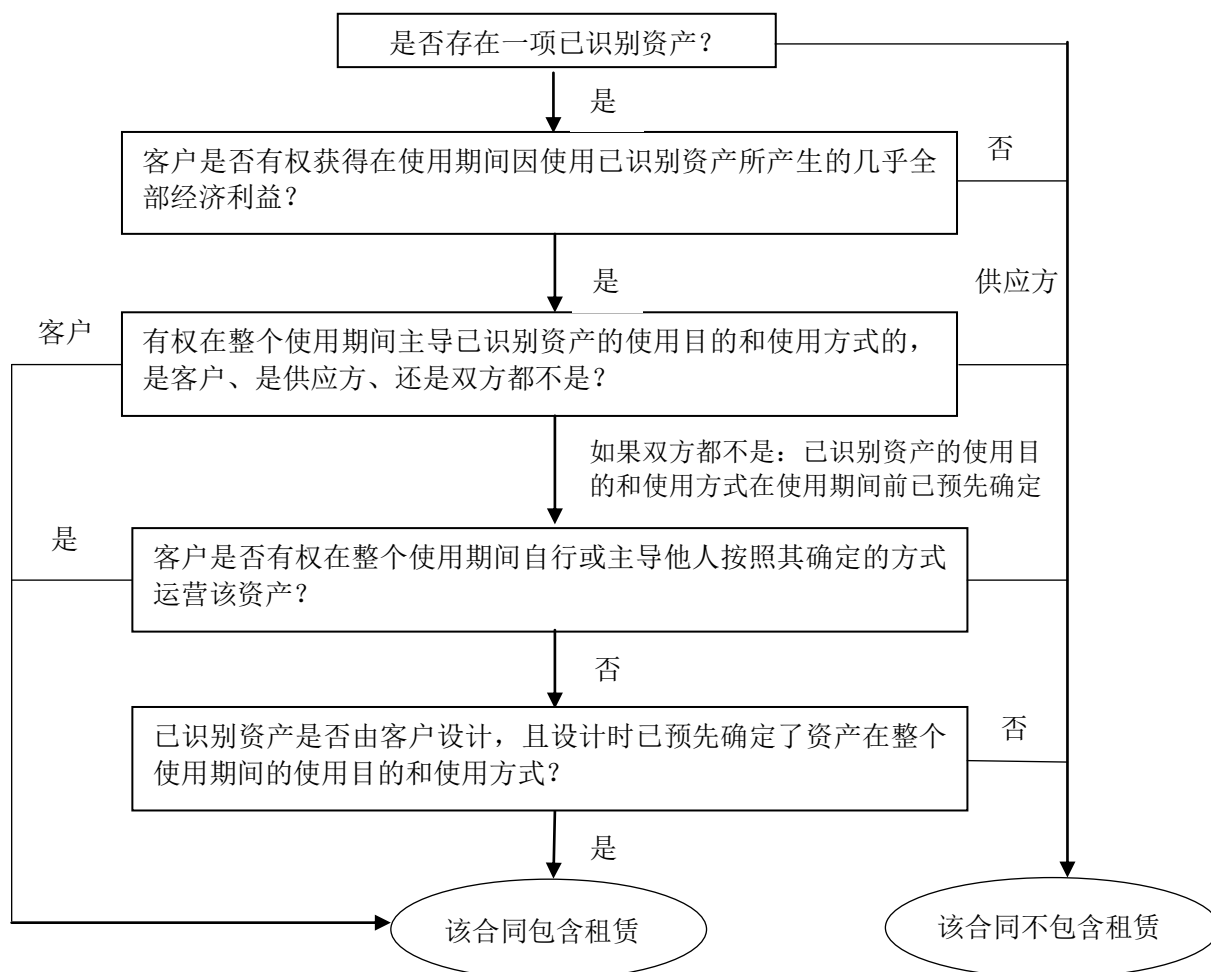 是否存在一项已识别资产？
是
客户是否有权获得在使用期间因使用已识别资产所产生的几乎全
部经济利益？
否
是
供应方
客户
有权在整个使用期间主导已识别资产的使用目的和使用方式的，
是客户、是供应方、还是双方都不是？
如果双方都不是：已识别资产的使用目
的和使用方式在使用期间前已预先确定
是
客户是否有权在整个使用期间自行或主导他人按照其确定的方式
运营该资产？
否
已识别资产是否由客户设计，且设计时已预先确定了资产在整个
使用期间的使用目的和使用方式？
否
是
该合同包含租赁
该合同不包含租赁